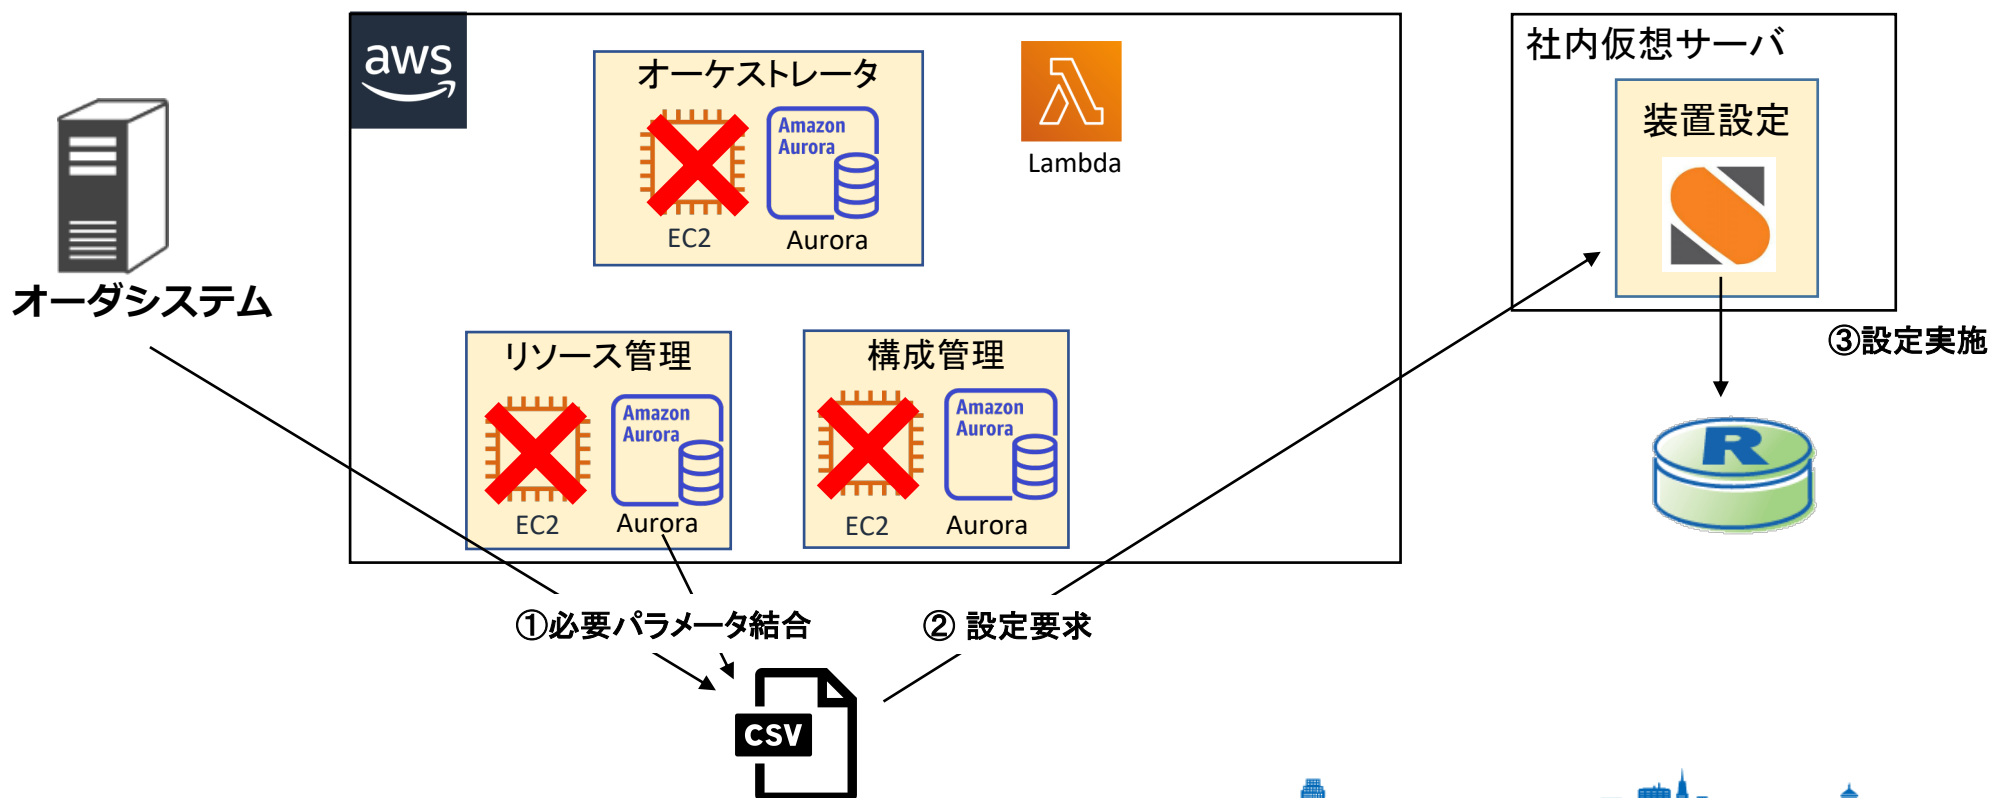 aws
オーケストレータ
Amazon
Aurora
EC2
Aurora
Lambda
社内仮想サーバ
装置設定
オーダシステム
リソース管理
Amazon
Aurora
EC2
Aurora
構成管理
Amazon
Aurora
EC2
Aurora
③設定実施
R
①必要パラメータ結合
② 設定要求
CSV